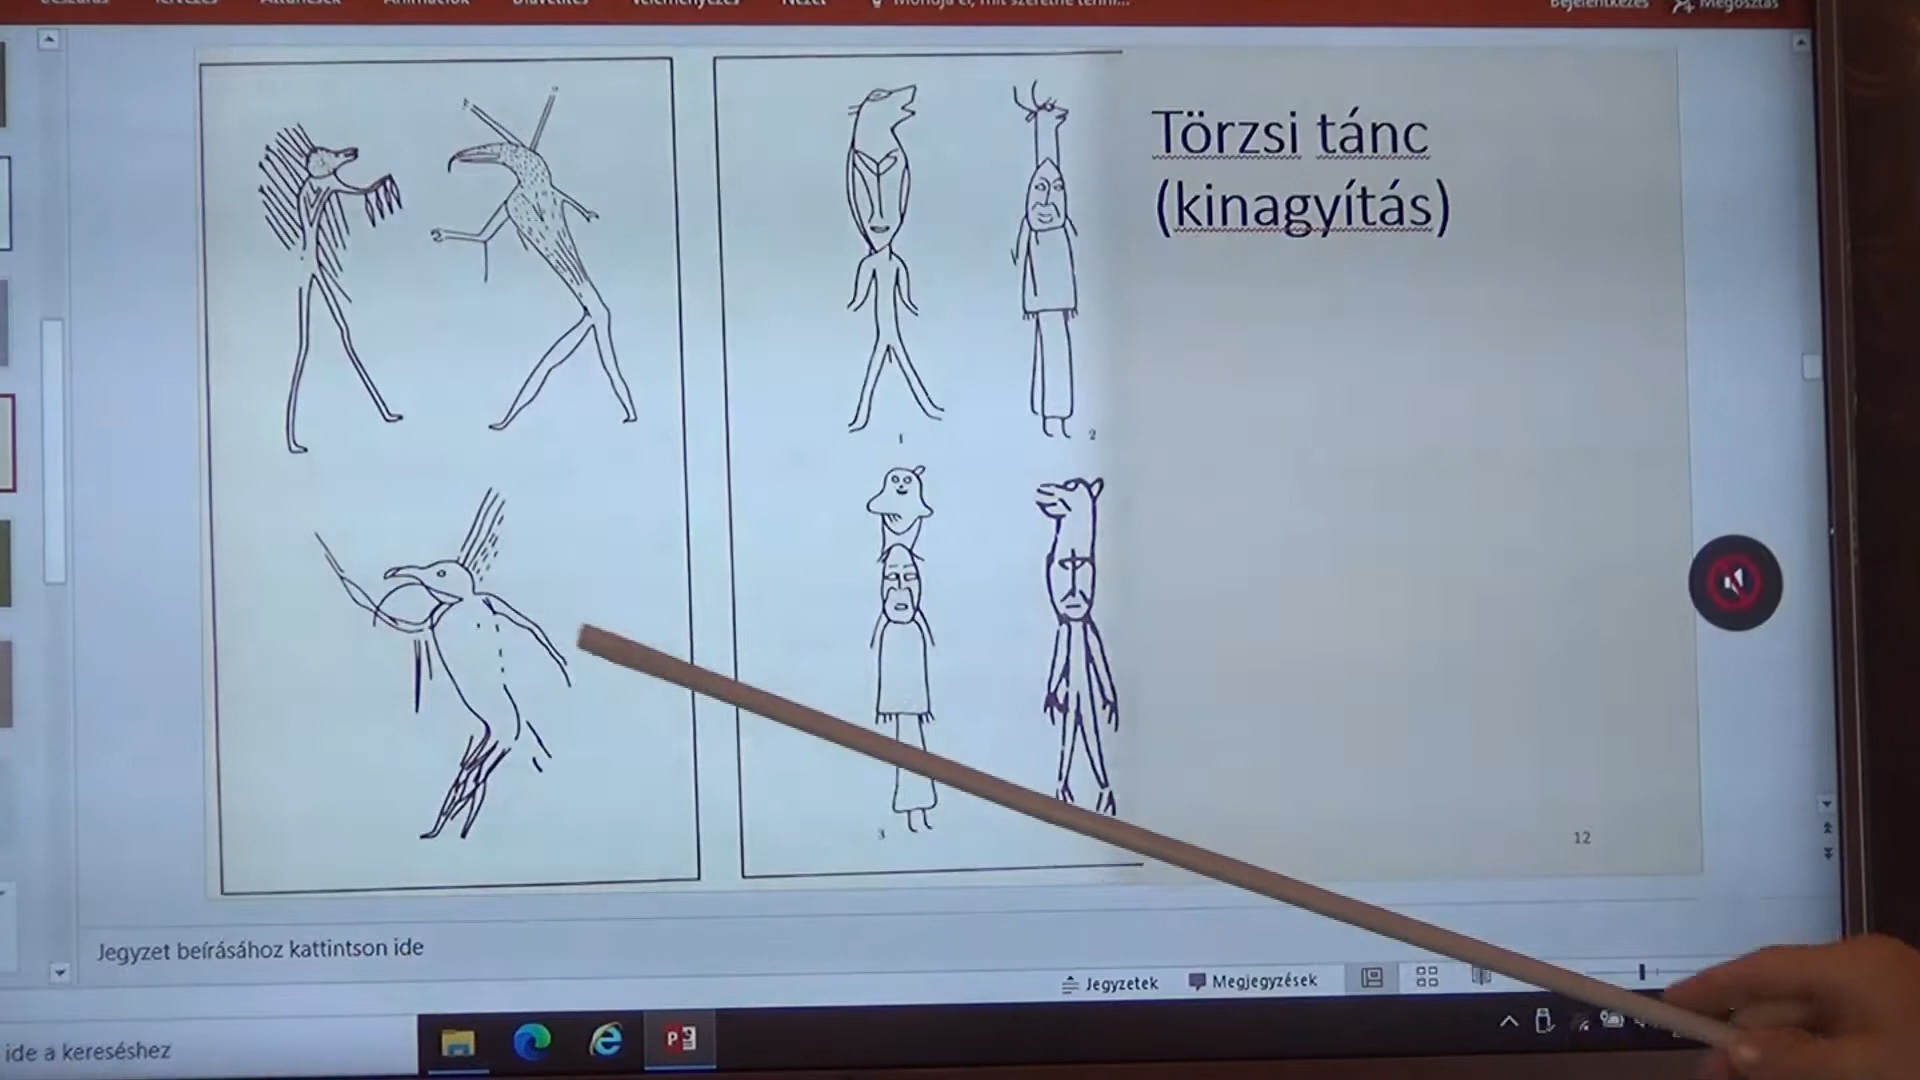 Törzsi tánc
(kinagyítás)
1
2
3
12
Jegyzet beírásához kattintson ide
Jegyzetek
Megjegyzések
ide a kereséshez